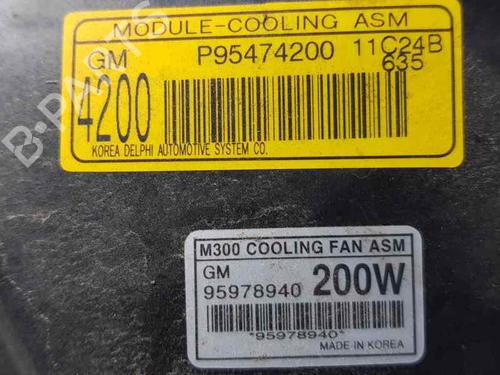 MODULE-COOLING ASM
GM P95474200 11C24B
635
4200
KOREA DELPHI AUTOMOTIVE SYSTEM CO.
B-PARTS
M300 COOLING FAN ASM
GM
95978940 200W
*95978940*
MADE IN KOREA